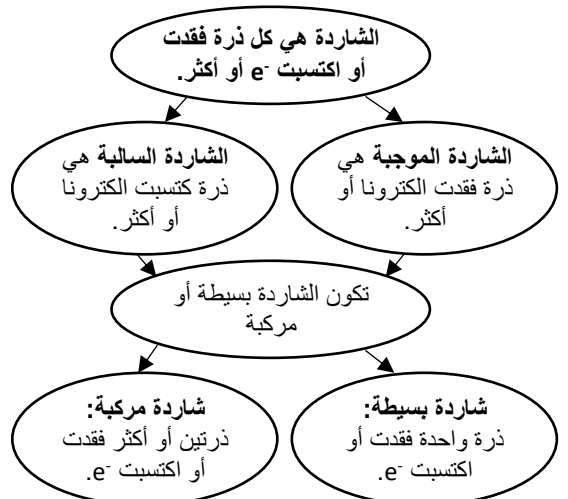 الشاردة هي كل ذرة فقدت
أو اكتسبت e⁻ أو أكثر.
الشاردة الموجبة هي
ذرة فقدت الكترونا أو
أكثر.
الشاردة السالبة هي
ذرة كتسبت الكترونا
أو أكثر.
تكون الشاردة بسيطة أو
مركبة
شاردة بسيطة:
ذرة واحدة فقدت أو
اكتسبت e⁻.
شاردة مركبة:
ذرتين أو أكثر فقدت
أو اكتسبت e⁻.